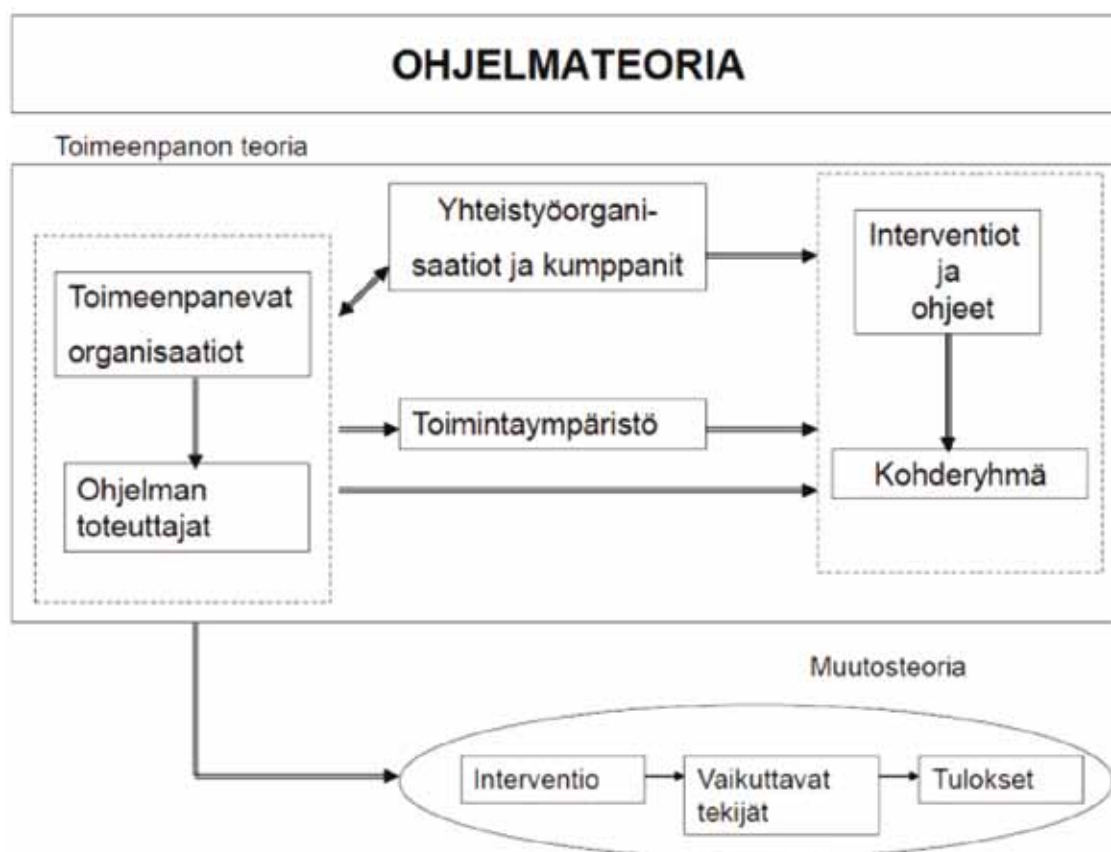 OHJELMATEORIA
Toimeenpanon teoria
Yhteistyöorgani-
saatiot ja kumppanit
Interventiot
ja
ohjeet
Toimeenpanevat
organisaatiot
Toimintaympäristö
Ohjelman
toteuttajat
Kohderyhmä
Muutosteoria
Interventio
Vaikuttavat
tekijät
Tulokset